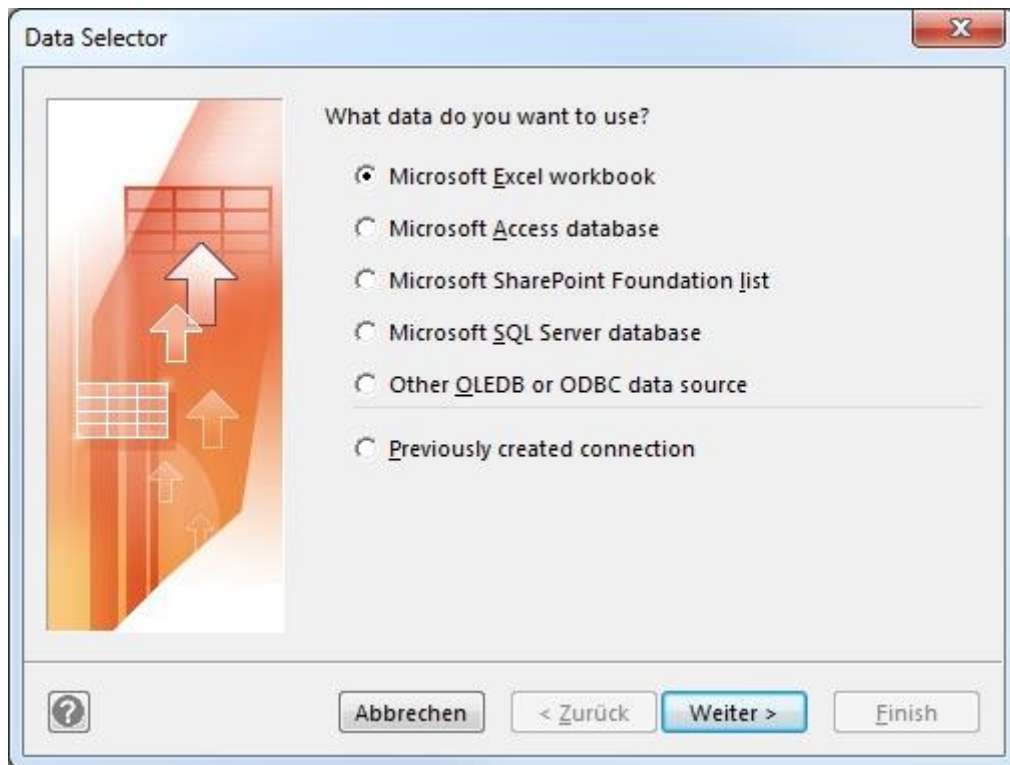 Data Selector
What data do you want to use?
Microsoft Excel workbook
Microsoft Access database
Microsoft SharePoint Foundation list
Microsoft SQL Server database
Other OLEDB or ODBC data source
Previously created connection
Abbrechen
< Zurück
Weiter >
Finish